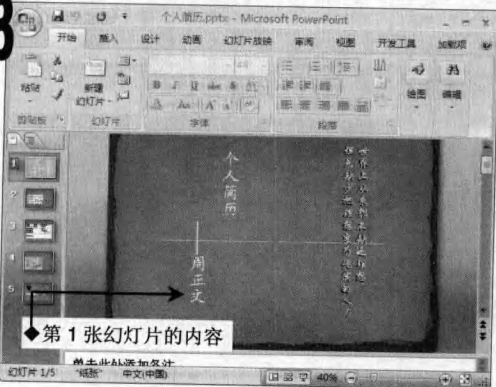 个人简历.pptx - Microsoft PowerPoint
开始 插入 设计 动画 幻灯片放映 审阅 视图 开发工具 加载项
粘贴 新建 幻灯片 绘图 编辑
剪贴板 幻灯片 字体 段落
1
2
3
4
5
个人简历
——周正文
第 1 张幻灯片的内容
单击此处添加备注
幻灯片 1/5 "纸张" 中文(中国) 40%